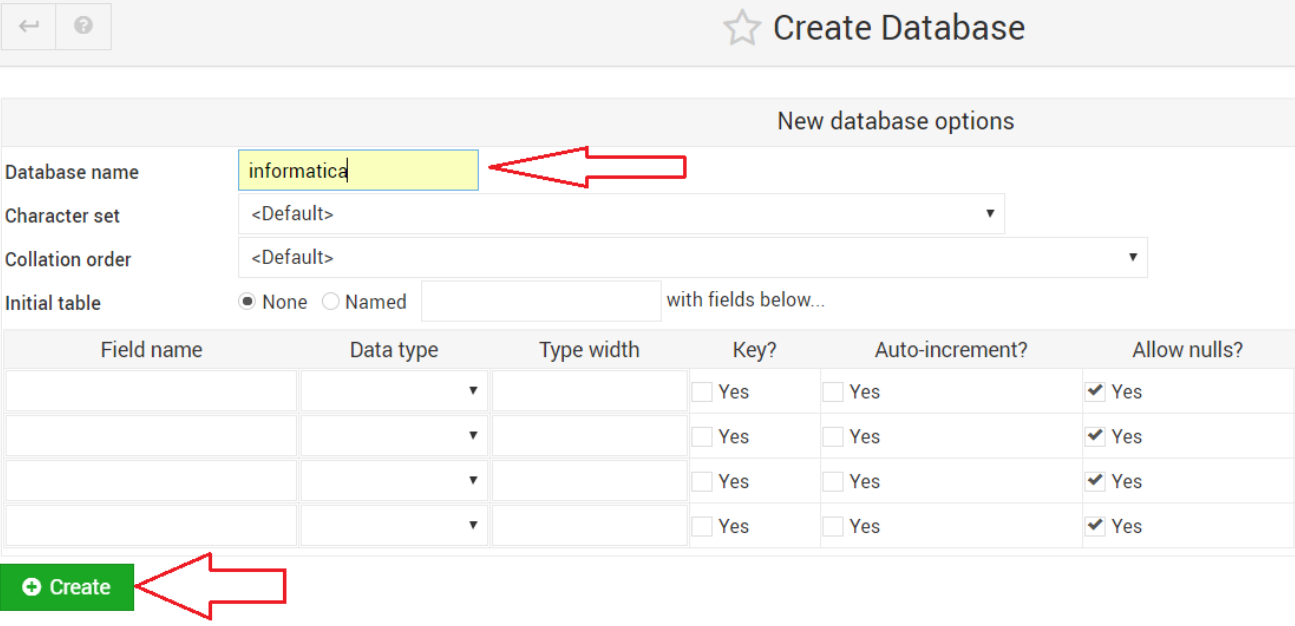 Create Database
New database options
Database name informatica
Character set <Default>
Collation order <Default>
Initial table None Named with fields below...
Field name Data type Type width Key? Auto-increment? Allow nulls?
Yes Yes Yes
Yes Yes Yes
Yes Yes Yes
Yes Yes Yes
Create